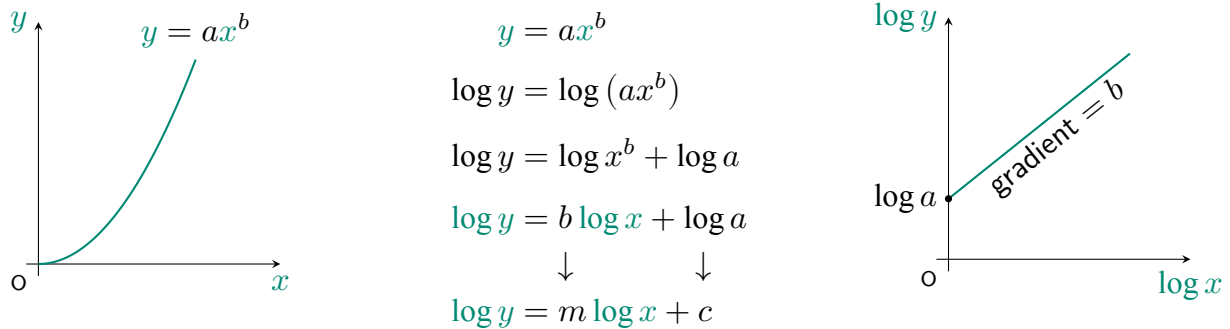 y
y = ax^b
x
O
y = ax^b
log y = log (ax^b)
log y = log x^b + log a
log y = b log x + log a
↓ ↓
log y = m log x + c
log y
gradient = b
log a
O
log x